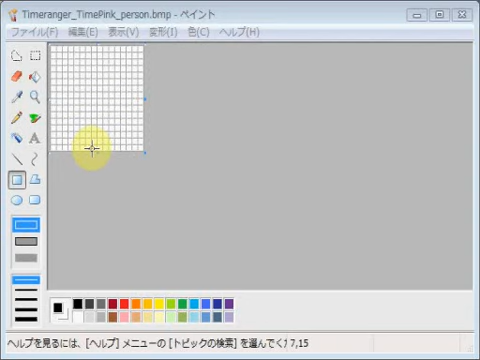 Timeranger_TimePink_person.bmp - ペイント
ファイル(F) 編集(E) 表示(V) 変形(I) 色(C) ヘルプ(H)
A
ヘルプを見るには、[ヘルプ] メニューの [トピックの検索] を選んでく 7,15